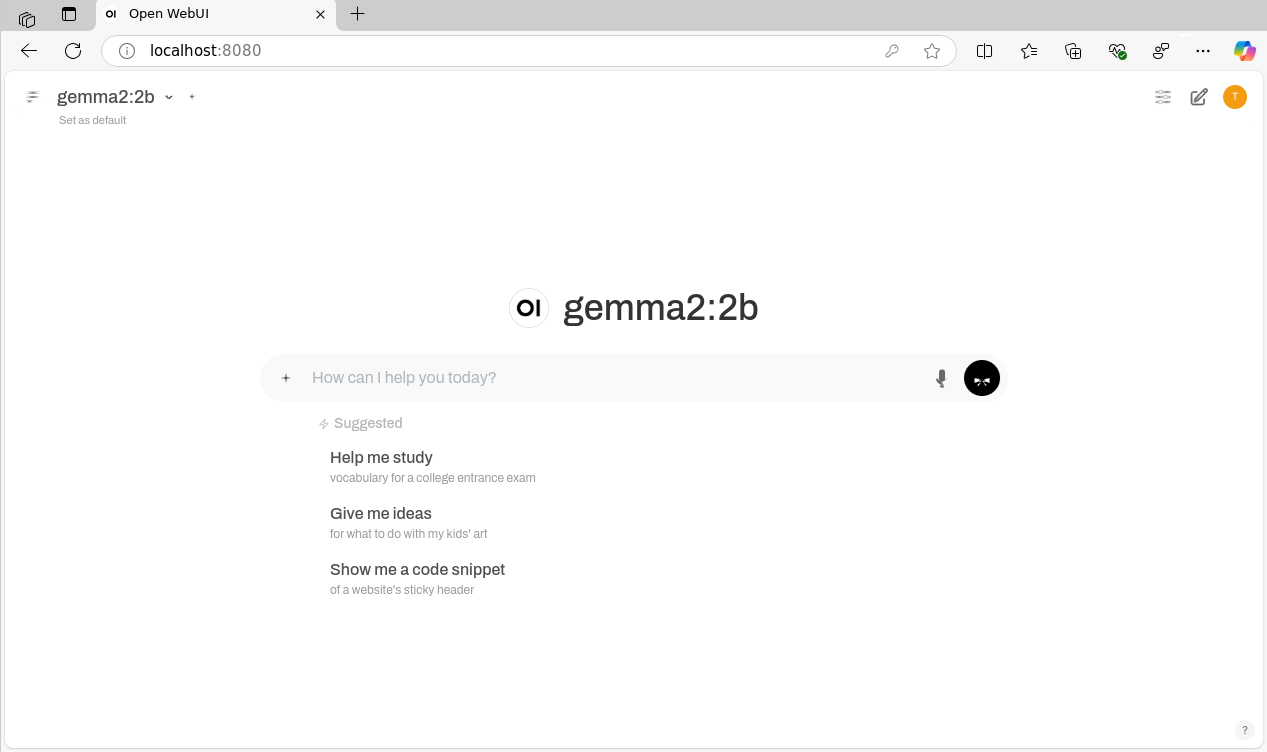 OI Open WebUI
localhost:8080
gemma2:2b
Set as default
T
OI gemma2:2b
How can I help you today?
Suggested
Help me study
vocabulary for a college entrance exam
Give me ideas
for what to do with my kids' art
Show me a code snippet
of a website's sticky header
?